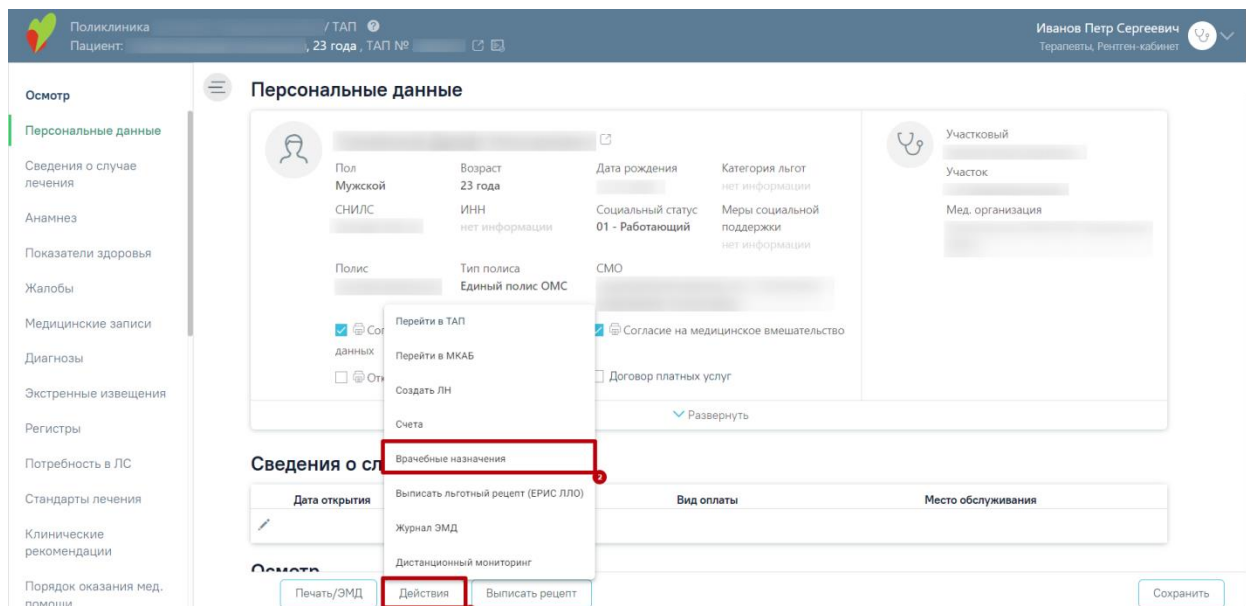 Поликлиника / ТАП ?
Пациент: , 23 года , ТАП №
Иванов Петр Сергеевич
Терапевты, Рентген-кабинет
Осмотр
Персональные данные
Сведения о случае
лечения
Анамнез
Показатели здоровья
Жалобы
Медицинские записи
Диагнозы
Экстренные извещения
Регистры
Потребность в ЛС
Стандарты лечения
Клинические
рекомендации
Порядок оказания мед.
помощи
Персональные данные
Пол Возраст Дата рождения Категория льгот
Мужской 23 года нет информации
СНИЛС ИНН Социальный статус Меры социальной
нет информации 01 - Работающий поддержки
нет информации
Полис Тип полиса СМО
Единый полис ОМС
Сог Согласие на медицинское вмешательство
данных
Отк Договор платных услуг
Развернуть
Участковый
Участок
Мед. организация
Перейти в ТАП
Перейти в МКАБ
Создать ЛН
Счета
Врачебные назначения
2
Выписать льготный рецепт (ЕРИС ЛЛО)
Журнал ЭМД
Дистанционный мониторинг
Сведения о сл
Дата открытия Вид оплаты Место обслуживания
Осмотр
Печать/ЭМД Действия Выписать рецепт Сохранить